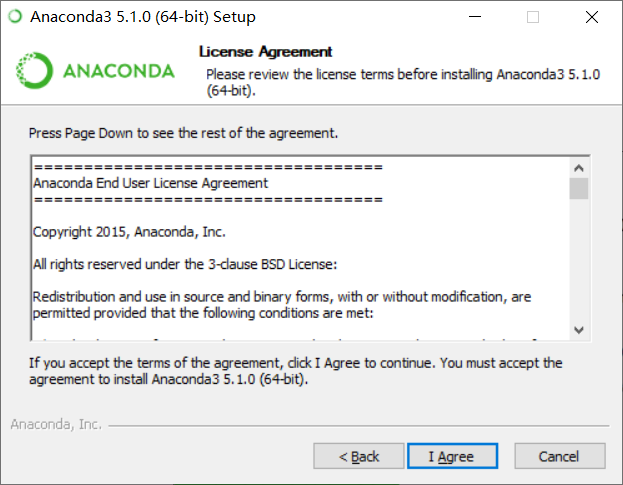 Anaconda3 5.1.0 (64-bit) Setup
ANACONDA
License Agreement
Please review the license terms before installing Anaconda3 5.1.0
(64-bit).
Press Page Down to see the rest of the agreement.
===================================
Anaconda End User License Agreement
===================================
Copyright 2015, Anaconda, Inc.
All rights reserved under the 3-clause BSD License:
Redistribution and use in source and binary forms, with or without modification, are
permitted provided that the following conditions are met:
If you accept the terms of the agreement, click I Agree to continue. You must accept the
agreement to install Anaconda3 5.1.0 (64-bit).
Anaconda, Inc.
< Back
I Agree
Cancel